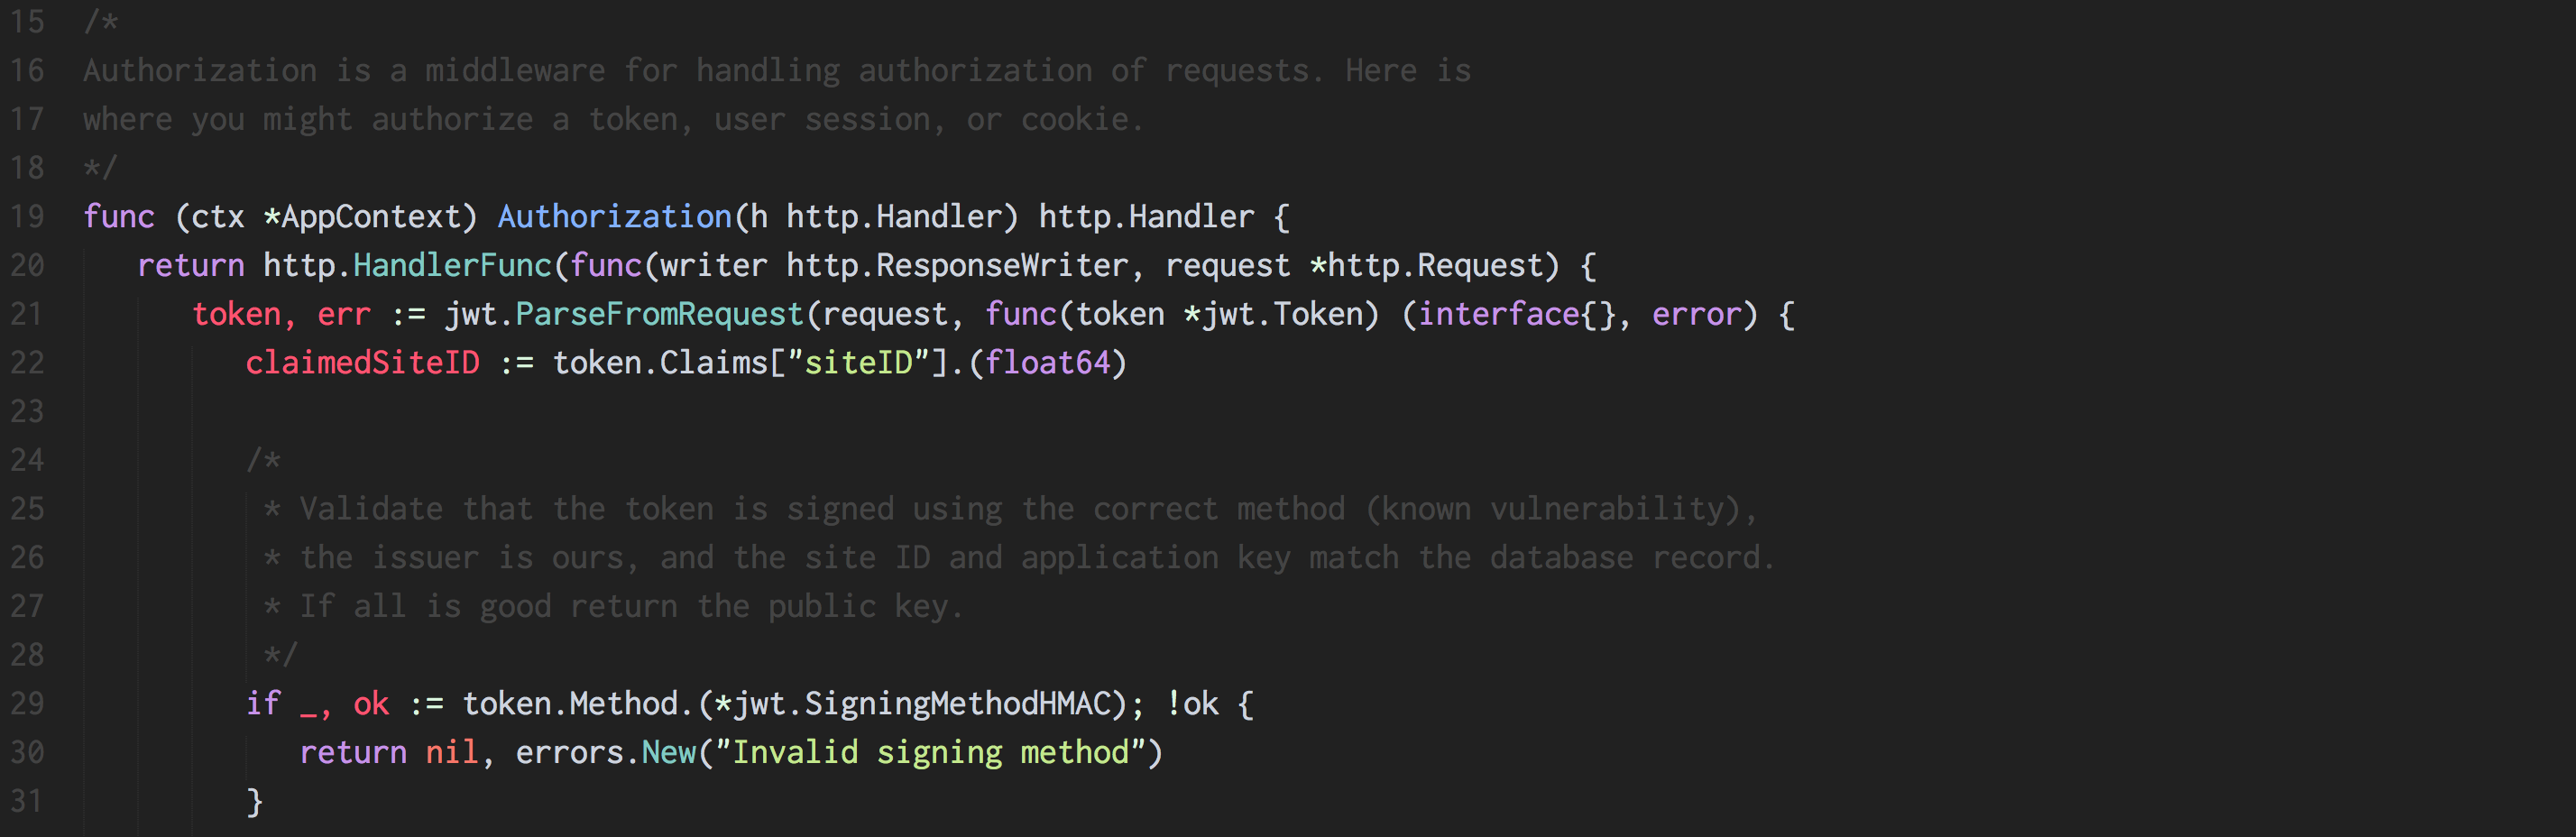 15 /*
16 Authorization is a middleware for handling authorization of requests. Here is
17 where you might authorize a token, user session, or cookie.
18 */
19 func (ctx *AppContext) Authorization(h http.Handler) http.Handler {
20    return http.HandlerFunc(func(writer http.ResponseWriter, request *http.Request) {
21       token, err := jwt.ParseFromRequest(request, func(token *jwt.Token) (interface{}, error) {
22          claimedSiteID := token.Claims["siteID"].(float64)
23
24          /*
25           * Validate that the token is signed using the correct method (known vulnerability),
26           * the issuer is ours, and the site ID and application key match the database record.
27           * If all is good return the public key.
28           */
29          if _, ok := token.Method.(*jwt.SigningMethodHMAC); !ok {
30             return nil, errors.New("Invalid signing method")
31          }